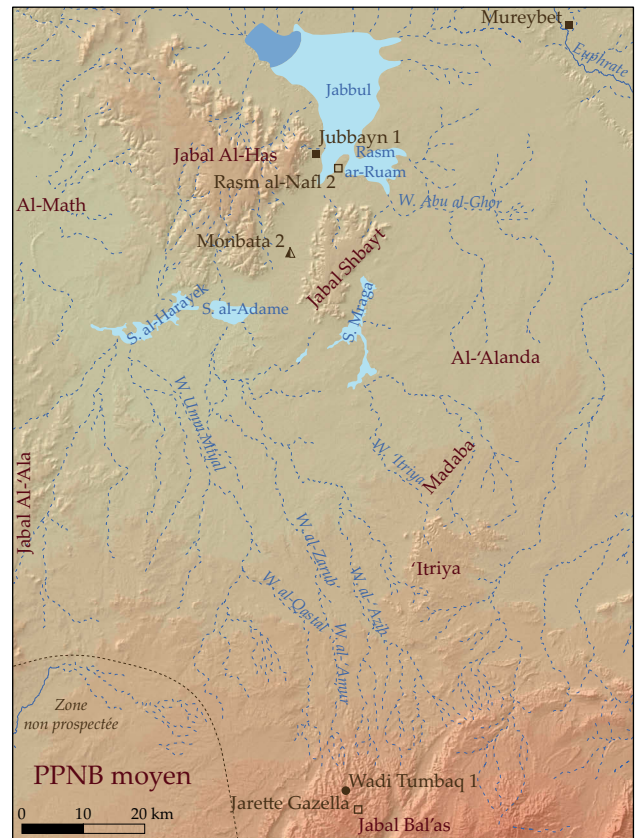 Mureybet
Euphrate
Jabbul
Jubbayn 1
Jabal Al-Has
Rasm
ar-Ruam
Rasm al-Nafl 2
W. Abu al-Ghor
Al-Math
Monbata 2
Jabal Shbayt
S. al-Harayek
S. al-Adame
S. Mraga
Al-‘Alanda
W. Umm Mlyal
W. 'Itriya
Madaba
Jabal Al-‘Ala
W. al-Zarub
W. al- Azib
'Itriya
W. al-Qastal
W. al-‘Amur
Zone
non prospectée
PPNB moyen
Wadi Tumbaq 1
Jarette Gazella
Jabal Bal'as
0 10 20 km